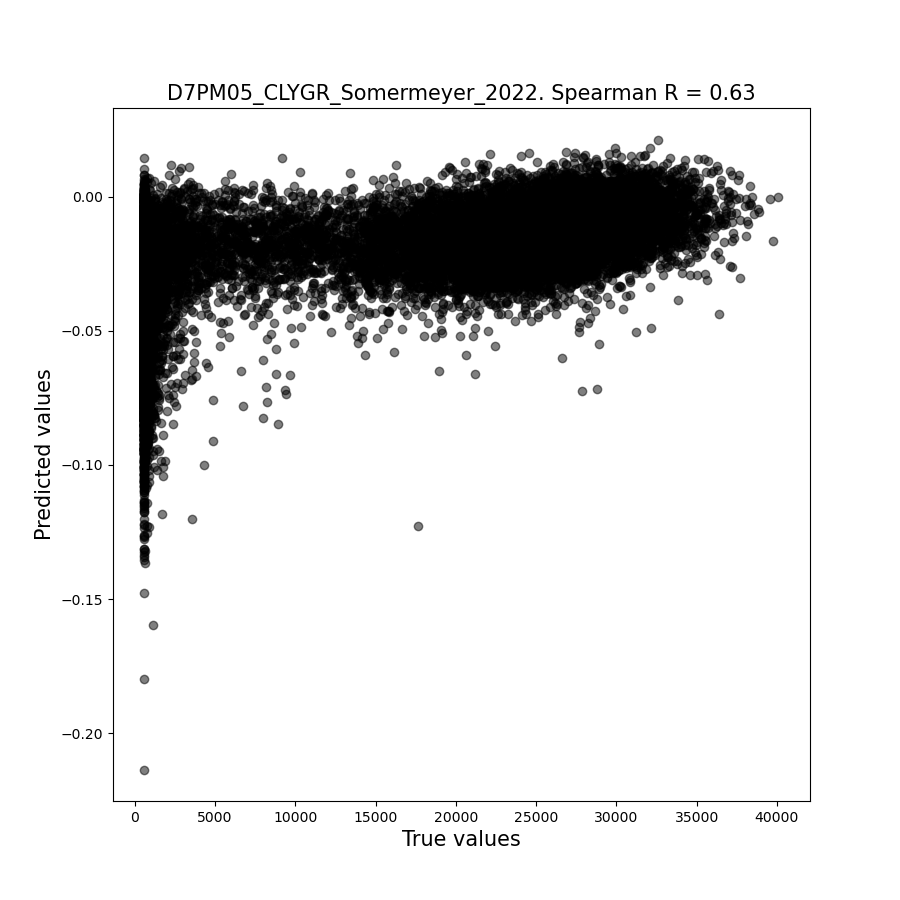 D7PM05_CLYGR_Somermeyer_2022. Spearman R = 0.63
0.00
−0.05
−0.10
−0.15
−0.20
Predicted values
0 5000 10000 15000 20000 25000 30000 35000 40000
True values